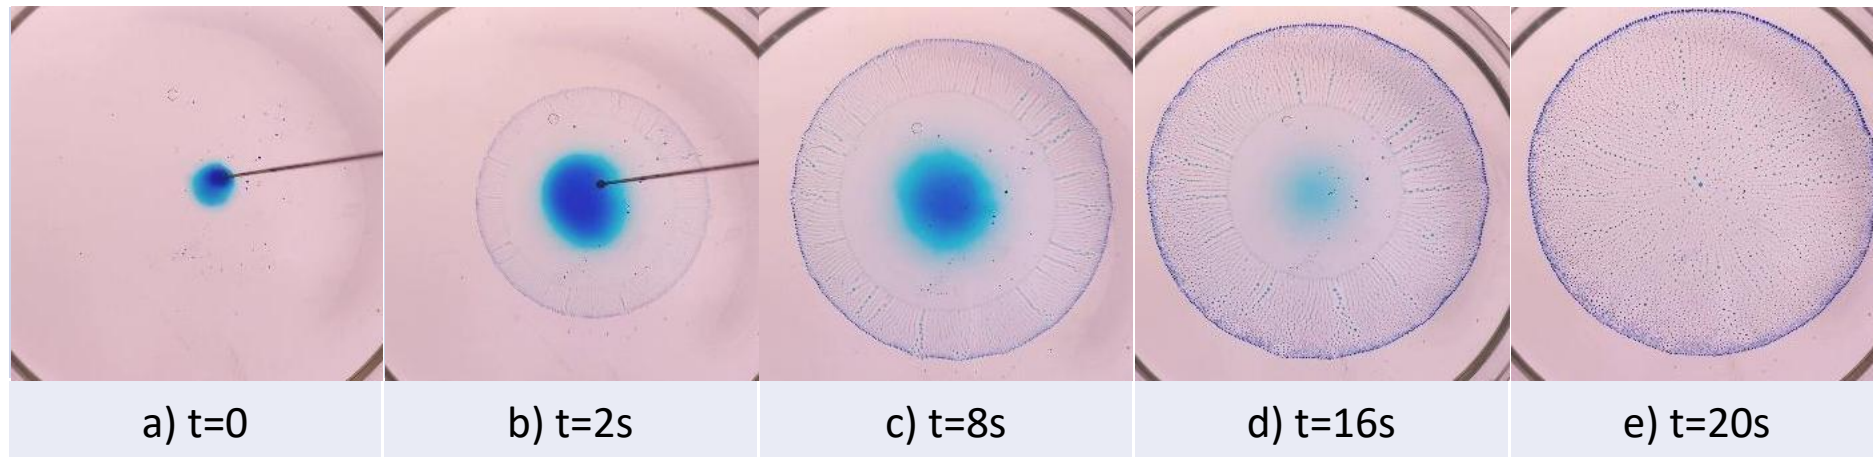 a) t=0
b) t=2s
c) t=8s
d) t=16s
e) t=20s